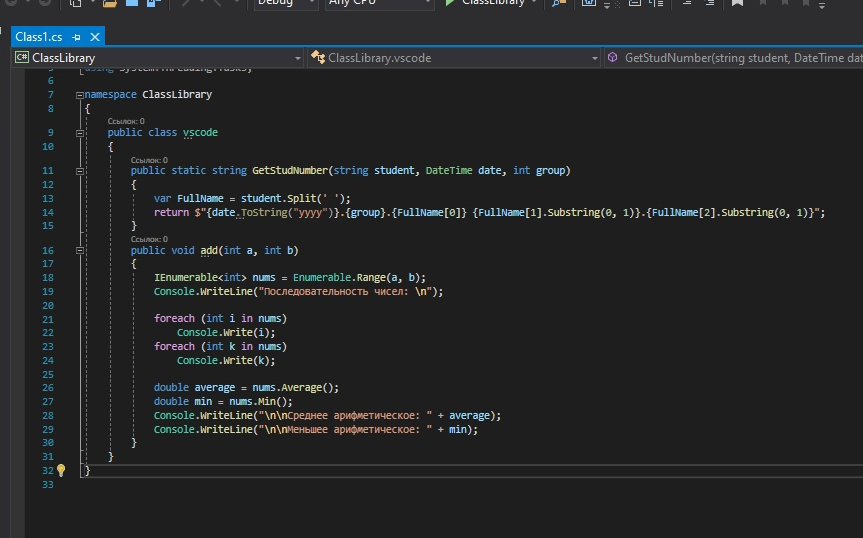 Debug Any CPU ClassLibrary
Class1.cs
C# ClassLibrary ClassLibrary.vscode GetStudNumber(string student, DateTime dat
using System.Threading.Tasks;
6
7 namespace ClassLibrary
8 {
Ссылок: 0
9 public class vscode
10 {
Ссылок: 0
11 public static string GetStudNumber(string student, DateTime date, int group)
12 {
13 var FullName = student.Split(' ');
14 return $"{date.ToString("yyyy")}.{group}.{FullName[0]} {FullName[1].Substring(0, 1)}.{FullName[2].Substring(0, 1)}";
15 }
Ссылок: 0
16 public void add(int a, int b)
17 {
18 IEnumerable<int> nums = Enumerable.Range(a, b);
19 Console.WriteLine("Последовательность чисел: \n");
20
21 foreach (int i in nums)
22 Console.Write(i);
23 foreach (int k in nums)
24 Console.Write(k);
25
26 double average = nums.Average();
27 double min = nums.Min();
28 Console.WriteLine("\n\nСреднее арифметическое: " + average);
29 Console.WriteLine("\n\nМеньшее арифметическое: " + min);
30 }
31 }
32 }
33